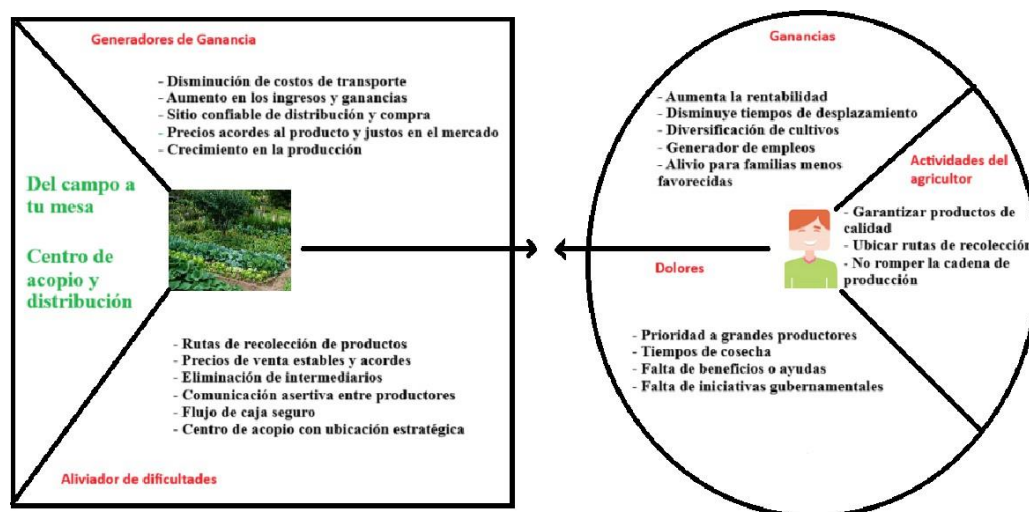 Generadores de Ganancia
- Disminución de costos de transporte
- Aumento en los ingresos y ganancias
- Sitio confiable de distribución y compra
- Precios acordes al producto y justos en el mercado
- Crecimiento en la producción
Del campo a
tu mesa
Centro de
acopio y
distribución
- Rutas de recolección de productos
- Precios de venta estables y acordes
- Eliminación de intermediarios
- Comunicación asertiva entre productores
- Flujo de caja seguro
- Centro de acopio con ubicación estratégica
Aliviador de dificultades
Ganancias
- Aumenta la rentabilidad
- Disminuye tiempos de desplazamiento
- Diversificación de cultivos
- Generador de empleos
- Alivio para familias menos
favorecidas
Actividades del
agricultor
- Garantizar productos de
calidad
- Ubicar rutas de recolección
- No romper la cadena de
producción
Dolores
- Prioridad a grandes productores
- Tiempos de cosecha
- Falta de beneficios o ayudas
- Falta de iniciativas gubernamentales